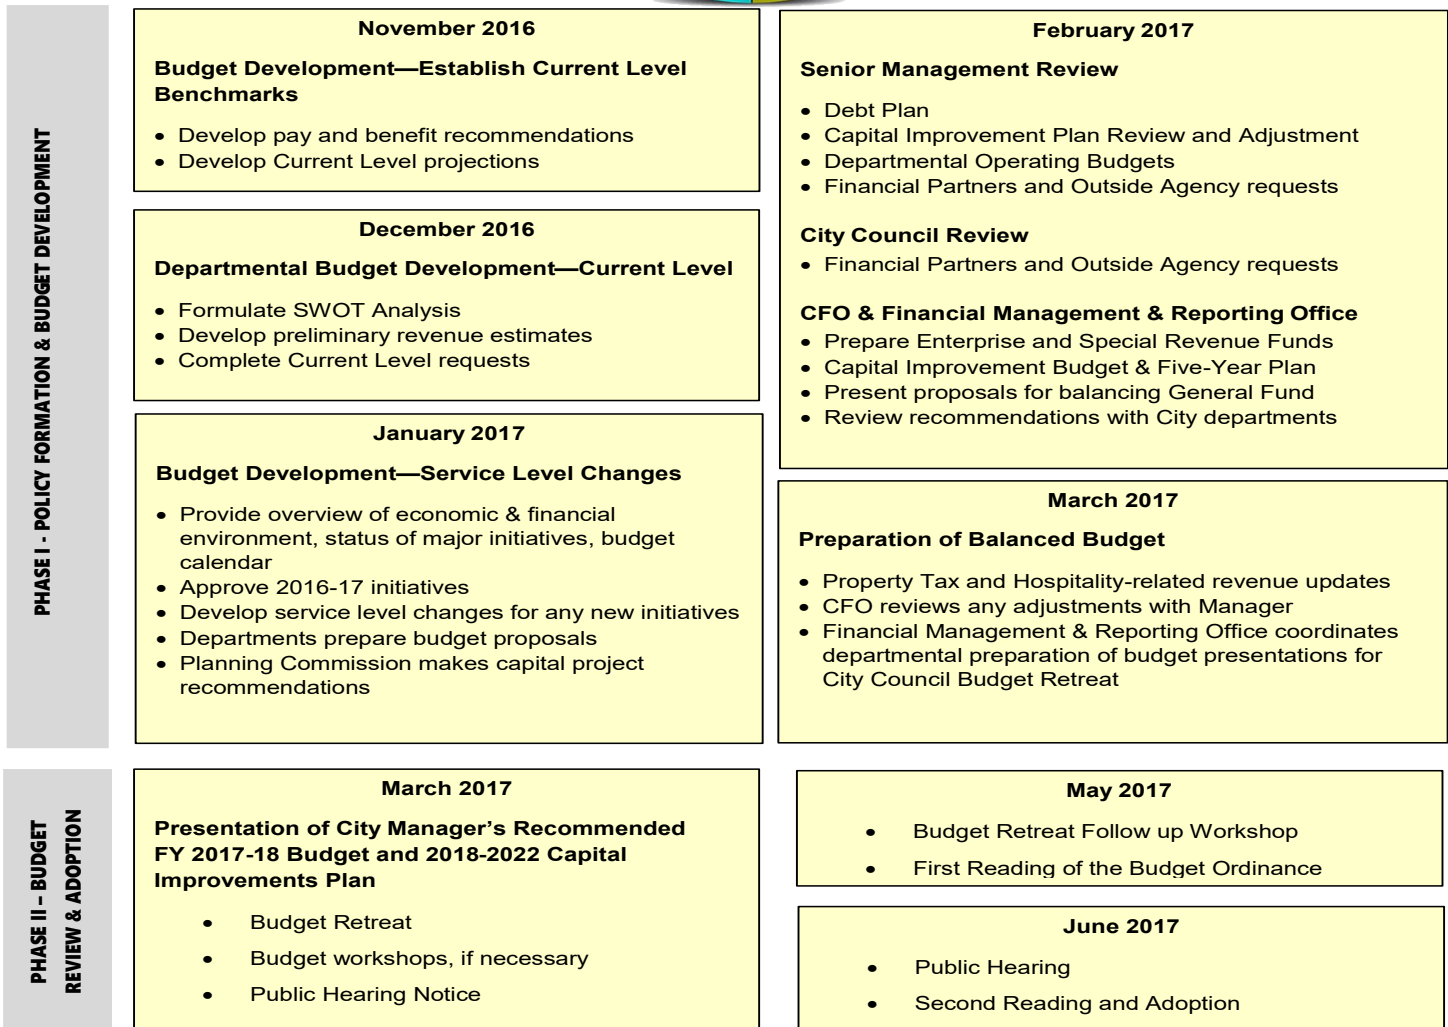 PHASE I - POLICY FORMATION & BUDGET DEVELOPMENT
November 2016
Budget Development—Establish Current Level
Benchmarks
• Develop pay and benefit recommendations
• Develop Current Level projections
December 2016
Departmental Budget Development—Current Level
• Formulate SWOT Analysis
• Develop preliminary revenue estimates
• Complete Current Level requests
January 2017
Budget Development—Service Level Changes
• Provide overview of economic & financial
environment, status of major initiatives, budget
calendar
• Approve 2016-17 initiatives
• Develop service level changes for any new initiatives
• Departments prepare budget proposals
• Planning Commission makes capital project
recommendations
February 2017
Senior Management Review
• Debt Plan
• Capital Improvement Plan Review and Adjustment
• Departmental Operating Budgets
• Financial Partners and Outside Agency requests
City Council Review
• Financial Partners and Outside Agency requests
CFO & Financial Management & Reporting Office
• Prepare Enterprise and Special Revenue Funds
• Capital Improvement Budget & Five-Year Plan
• Present proposals for balancing General Fund
• Review recommendations with City departments
March 2017
Preparation of Balanced Budget
• Property Tax and Hospitality-related revenue updates
• CFO reviews any adjustments with Manager
• Financial Management & Reporting Office coordinates
departmental preparation of budget presentations for
City Council Budget Retreat
PHASE II – BUDGET
REVIEW & ADOPTION
March 2017
Presentation of City Manager’s Recommended
FY 2017-18 Budget and 2018-2022 Capital
Improvements Plan
• Budget Retreat
• Budget workshops, if necessary
• Public Hearing Notice
May 2017
• Budget Retreat Follow up Workshop
• First Reading of the Budget Ordinance
June 2017
• Public Hearing
• Second Reading and Adoption